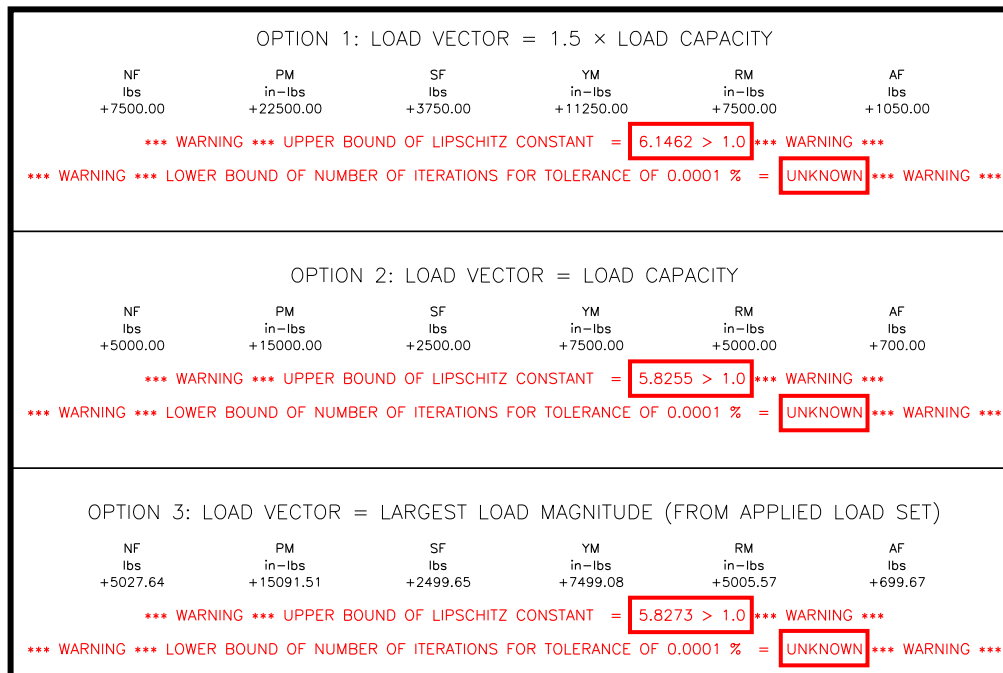 OPTION 1: LOAD VECTOR = 1.5 × LOAD CAPACITY
NF PM SF YM RM AF
lbs in-lbs lbs in-lbs in-lbs lbs
+7500.00 +22500.00 +3750.00 +11250.00 +7500.00 +1050.00
*** WARNING *** UPPER BOUND OF LIPSCHITZ CONSTANT = 6.1462 > 1.0 *** WARNING ***
*** WARNING *** LOWER BOUND OF NUMBER OF ITERATIONS FOR TOLERANCE OF 0.0001 % = UNKNOWN *** WARNING ***
OPTION 2: LOAD VECTOR = LOAD CAPACITY
NF PM SF YM RM AF
lbs in-lbs lbs in-lbs in-lbs lbs
+5000.00 +15000.00 +2500.00 +7500.00 +5000.00 +700.00
*** WARNING *** UPPER BOUND OF LIPSCHITZ CONSTANT = 5.8255 > 1.0 *** WARNING ***
*** WARNING *** LOWER BOUND OF NUMBER OF ITERATIONS FOR TOLERANCE OF 0.0001 % = UNKNOWN *** WARNING ***
OPTION 3: LOAD VECTOR = LARGEST LOAD MAGNITUDE (FROM APPLIED LOAD SET)
NF PM SF YM RM AF
lbs in-lbs lbs in-lbs in-lbs lbs
+5027.64 +15091.51 +2499.65 +7499.08 +5005.57 +699.67
*** WARNING *** UPPER BOUND OF LIPSCHITZ CONSTANT = 5.8273 > 1.0 *** WARNING ***
*** WARNING *** LOWER BOUND OF NUMBER OF ITERATIONS FOR TOLERANCE OF 0.0001 % = UNKNOWN *** WARNING ***